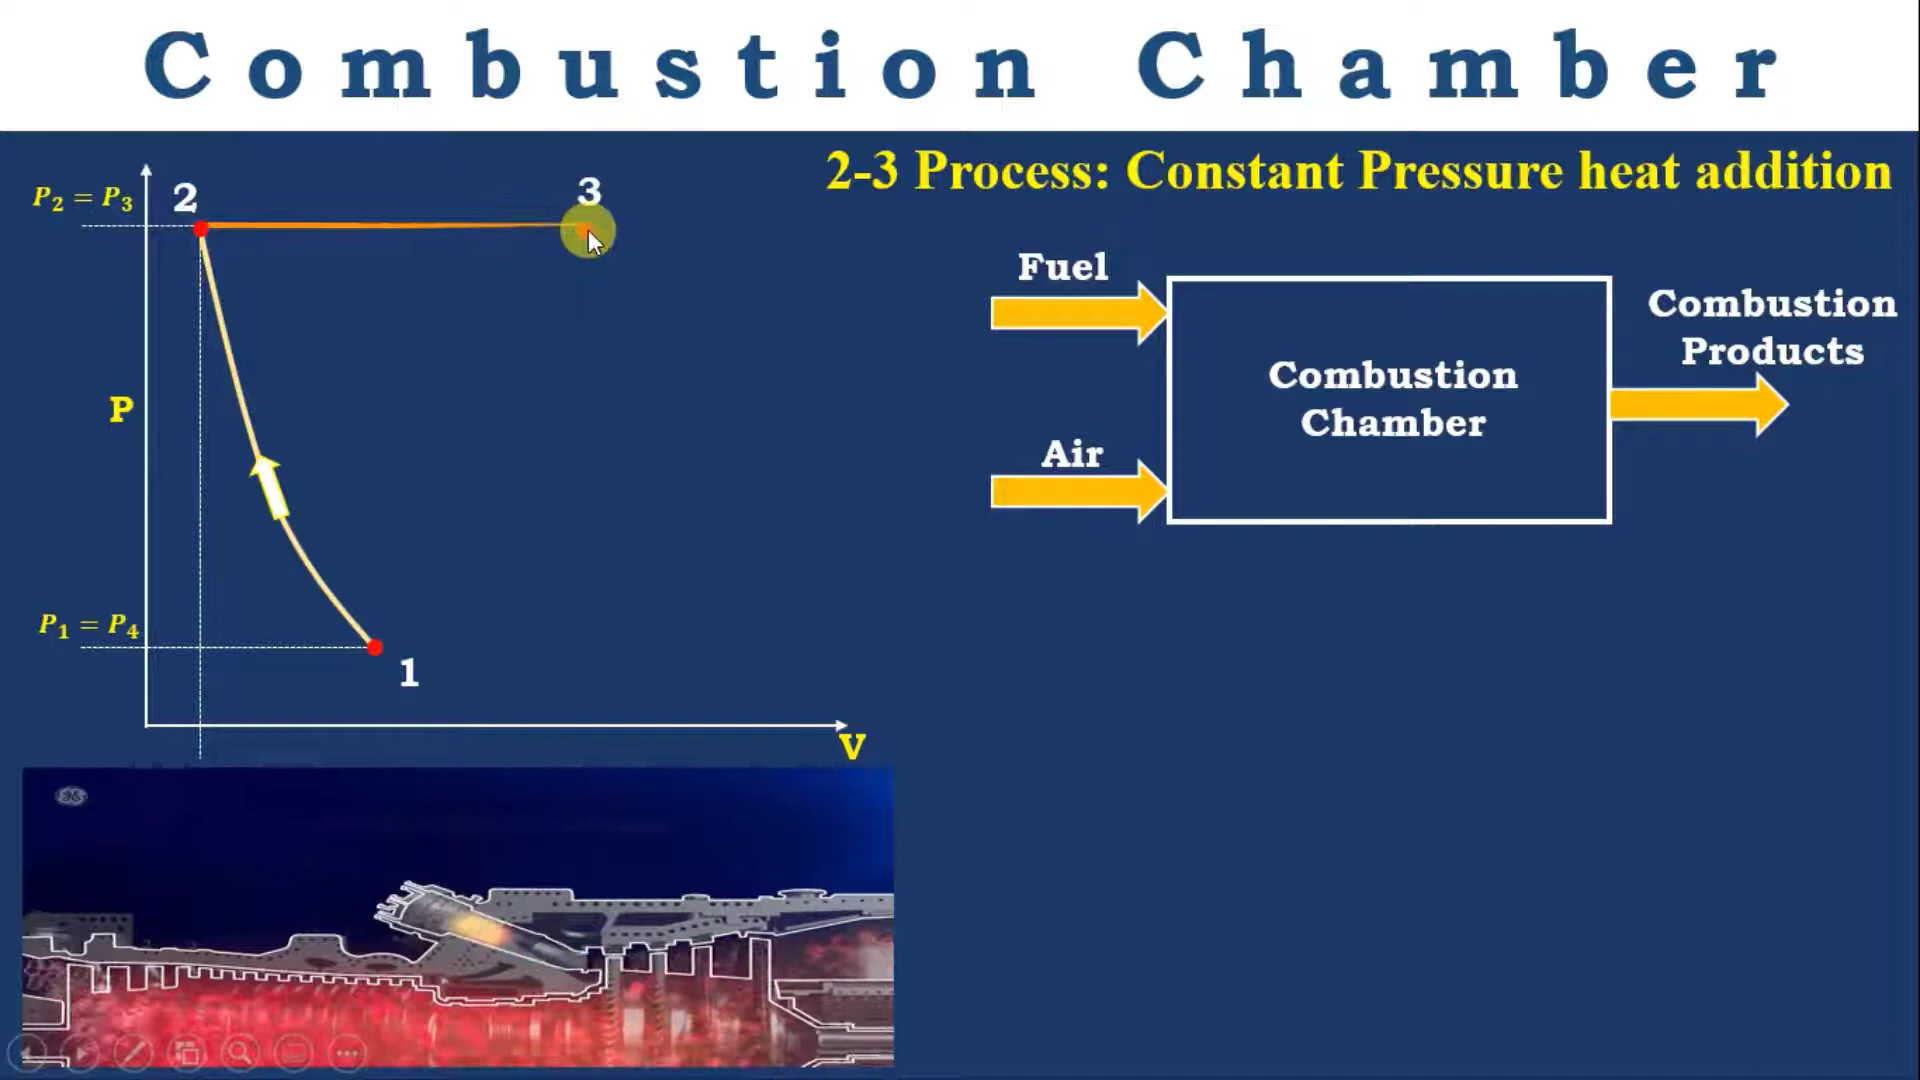 Combustion Chamber
2-3 Process: Constant Pressure heat addition
P₂ = P₃
2
3
P
P₁ = P₄
1
V
Fuel
Air
Combustion
Chamber
Combustion
Products